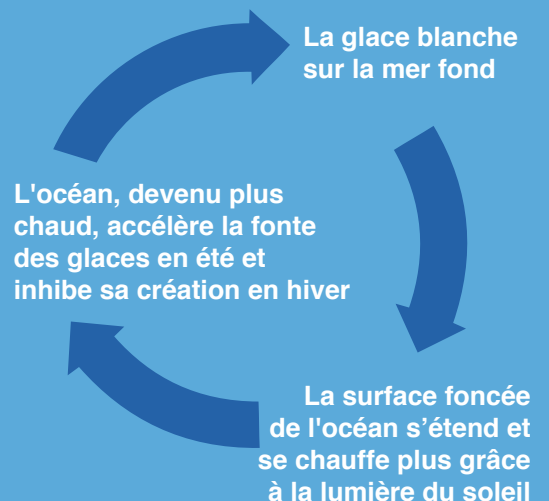 La glace blanche
sur la mer fond
L'océan, devenu plus
chaud, accélère la fonte
des glaces en été et
inhibe sa création en hiver
La surface foncée
de l'océan s’étend et
se chauffe plus grâce
à la lumière du soleil